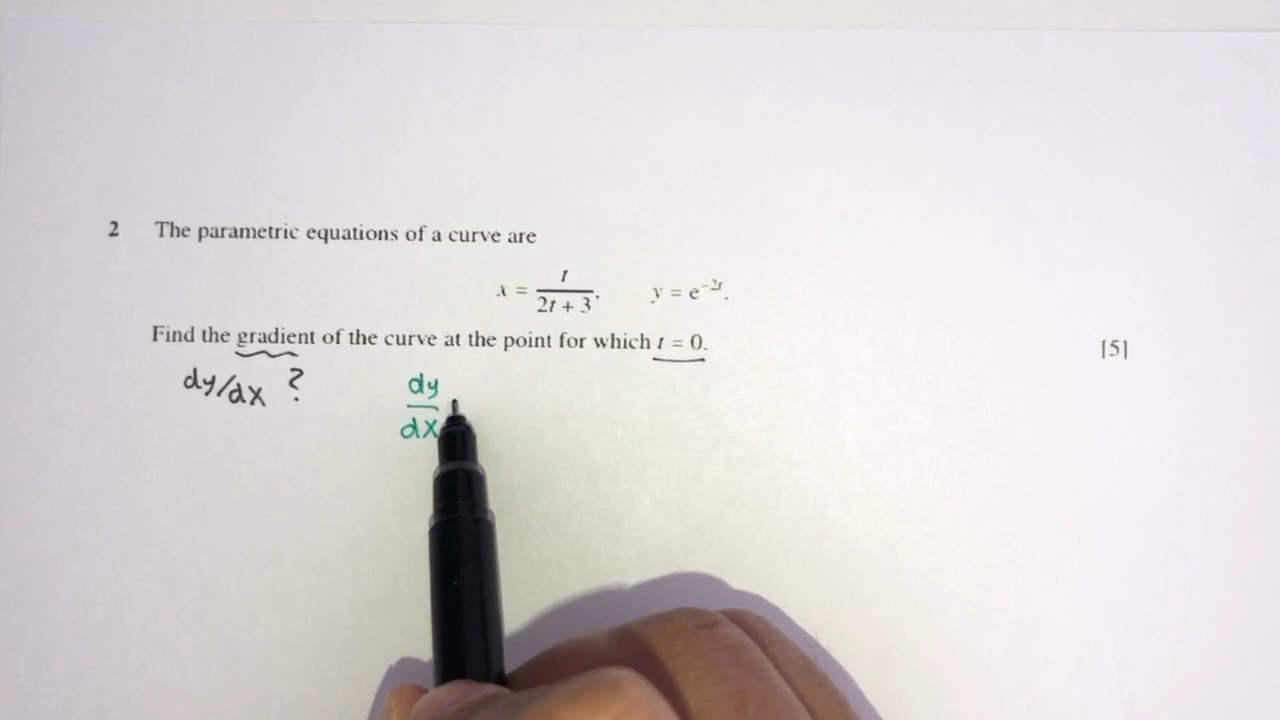 2 The parametric equations of a curve are
x = t/(2t + 3), y = e^{-2t}.
Find the gradient of the curve at the point for which t = 0. [5]
dy/dx ? dy/dx